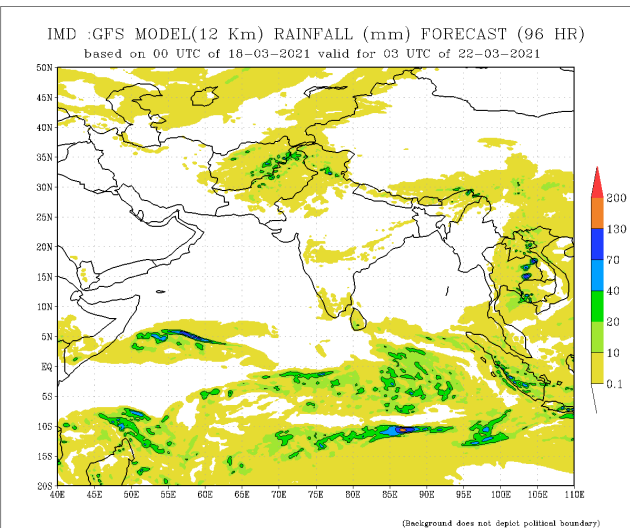 IMD :GFS MODEL(12 Km) RAINFALL (mm) FORECAST (96 HR)
based on 00 UTC of 18-03-2021 valid for 03 UTC of 22-03-2021
50N
45N
40N
35N
30N
25N
20N
15N
10N
5N
EQ
5S
10S
15S
20S
40E 45E 50E 55E 60E 65E 70E 75E 80E 85E 90E 95E 100E 105E 110E
200
130
70
40
20
10
0.1
(Background does not depict political boundary)